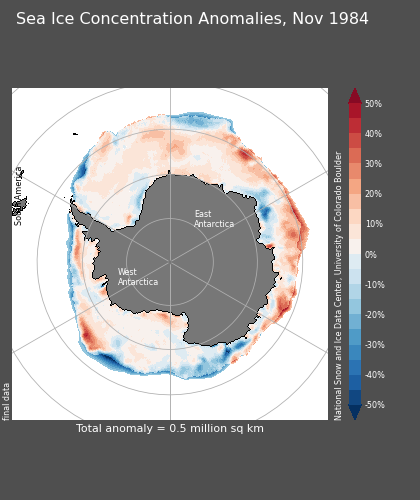 Sea Ice Concentration Anomalies, Nov 1984
South America
East
Antarctica
West
Antarctica
final data
50%
40%
30%
20%
10%
0%
-10%
-20%
-30%
-40%
-50%
National Snow and Ice Data Center, University of Colorado Boulder
Total anomaly = 0.5 million sq km